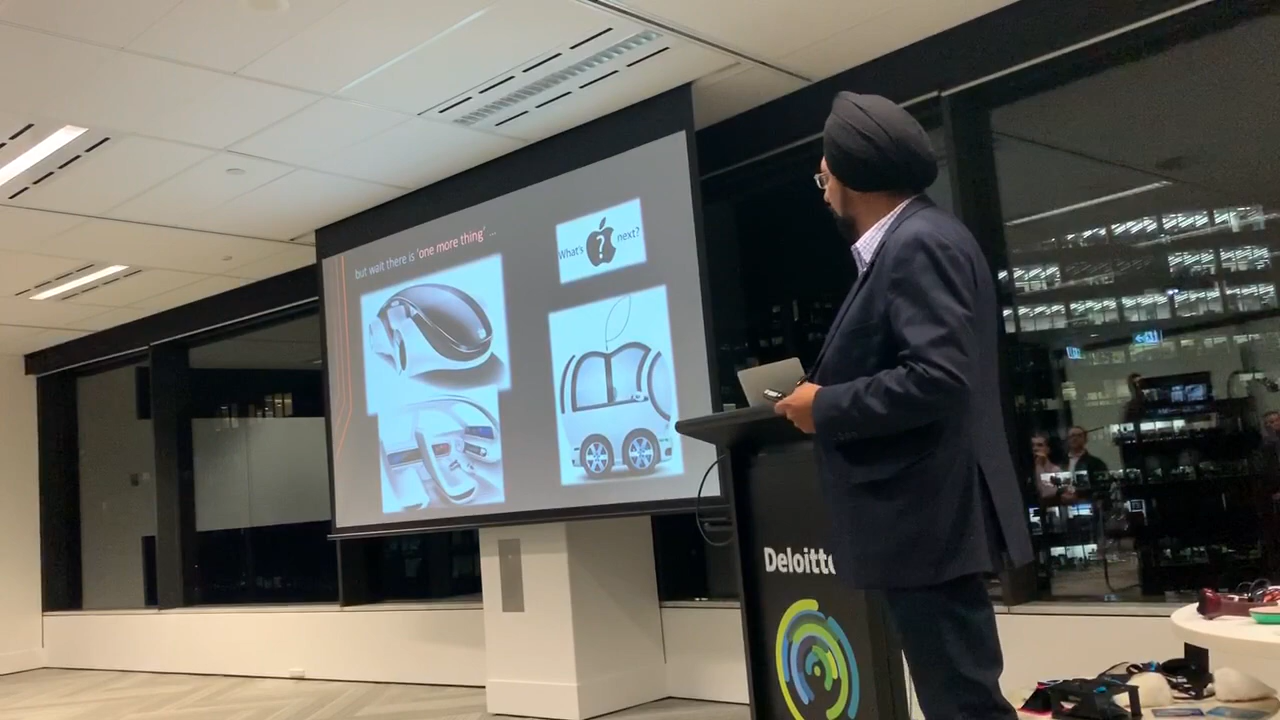 but wait there is 'one more thing' ...
What's ? next?
Deloitte